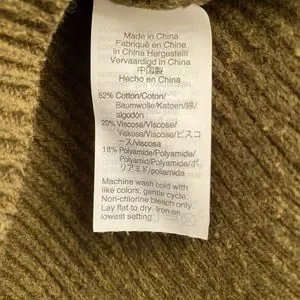 Made in China
Fabriqué en Chine
In China Hergestellt
Vervaardigd In China
中国製
Hecho en China
62% Cotton/Coton/
Baumwolle/Katoen/綿/
algodón
20% Viscose/Viscose/
Viskose/Viscose/ビスコ
ース/viscosa
18% Polyamide/Polyamide/
Polyamid/Polyamide/ポ
リアミド/poliamida
Machine wash cold with
like colors, gentle cycle.
Non-chlorine bleach only.
Lay flat to dry. Iron on
lowest setting.